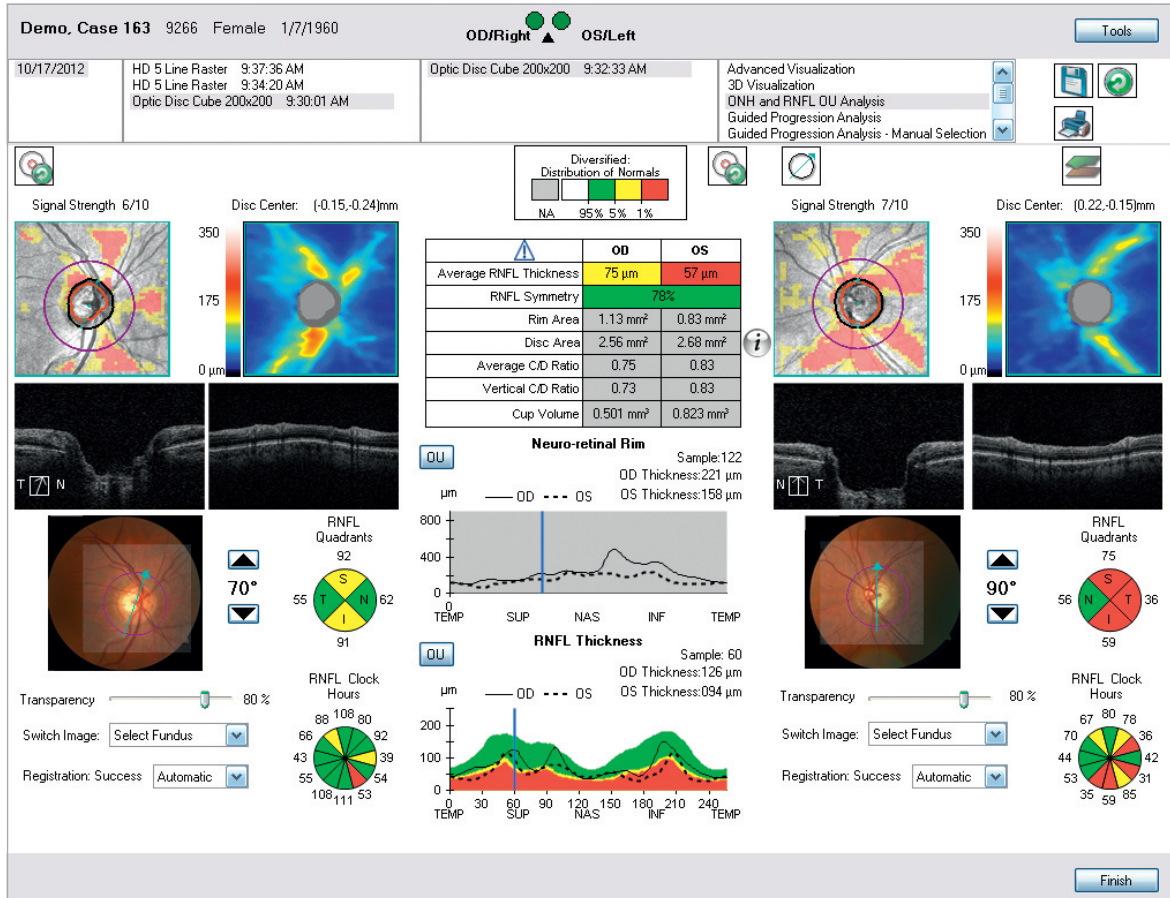 Demo, Case 163 9266 Female 1/7/1960
OD/Right OS/Left
Tools
10/17/2012
HD 5 Line Raster 9:37:36 AM
HD 5 Line Raster 9:34:20 AM
Optic Disc Cube 200x200 9:30:01 AM
Optic Disc Cube 200x200 9:32:33 AM
Advanced Visualization
3D Visualization
ONH and RNFL OU Analysis
Guided Progression Analysis
Guided Progression Analysis - Manual Selection
Diversified:
Distribution of Normals
NA 95% 5% 1%
Signal Strength 6/10 Disc Center: (-0.15,-0.24)mm
350
175
0 µm
OD OS
Average RNFL Thickness 75 µm 57 µm
RNFL Symmetry 78%
Rim Area 1.13 mm² 0.83 mm²
Disc Area 2.56 mm² 2.68 mm²
Average C/D Ratio 0.75 0.83
Vertical C/D Ratio 0.73 0.83
Cup Volume 0.501 mm³ 0.823 mm³
i
Signal Strength 7/10 Disc Center: (0.22,-0.15)mm
350
175
0 µm
T N
N T
OU
Neuro-retinal Rim
Sample:122
OD Thickness:221 µm
OS Thickness:158 µm
µm OD OS
800
400
0
TEMP SUP NAS INF TEMP
OU
RNFL Thickness
Sample: 60
OD Thickness:126 µm
OS Thickness:094 µm
µm OD OS
200
100
0
0 30 60 90 120 150 180 210 240
TEMP SUP NAS INF TEMP
70°
RNFL
Quadrants
92
S
55 T N 62
I
91
Transparency 80 %
Switch Image: Select Fundus
Registration: Success Automatic
RNFL Clock
Hours
88 108 80
66 92
43 39
55 54
108 111 53
90°
RNFL
Quadrants
75
S
56 N T 36
I
59
Transparency 80 %
Switch Image: Select Fundus
Registration: Success Automatic
RNFL Clock
Hours
67 80 78
70 36
44 42
53 31
35 59 85
Finish